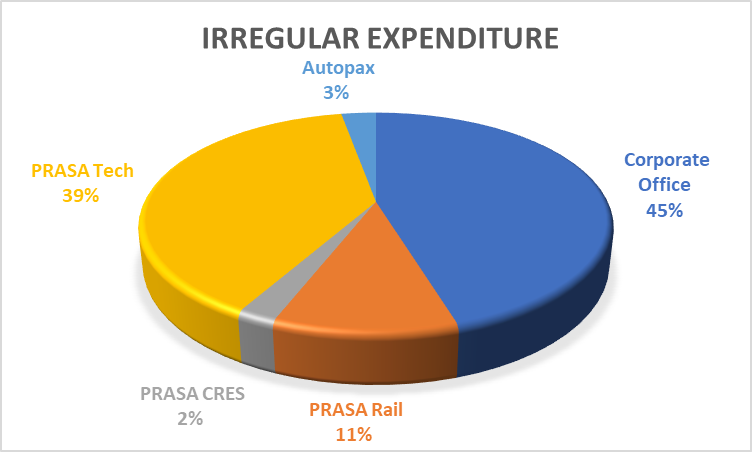 IRREGULAR EXPENDITURE
Autopax
3%
Corporate
Office
45%
PRASA Tech
39%
PRASA CRES
2%
PRASA Rail
11%